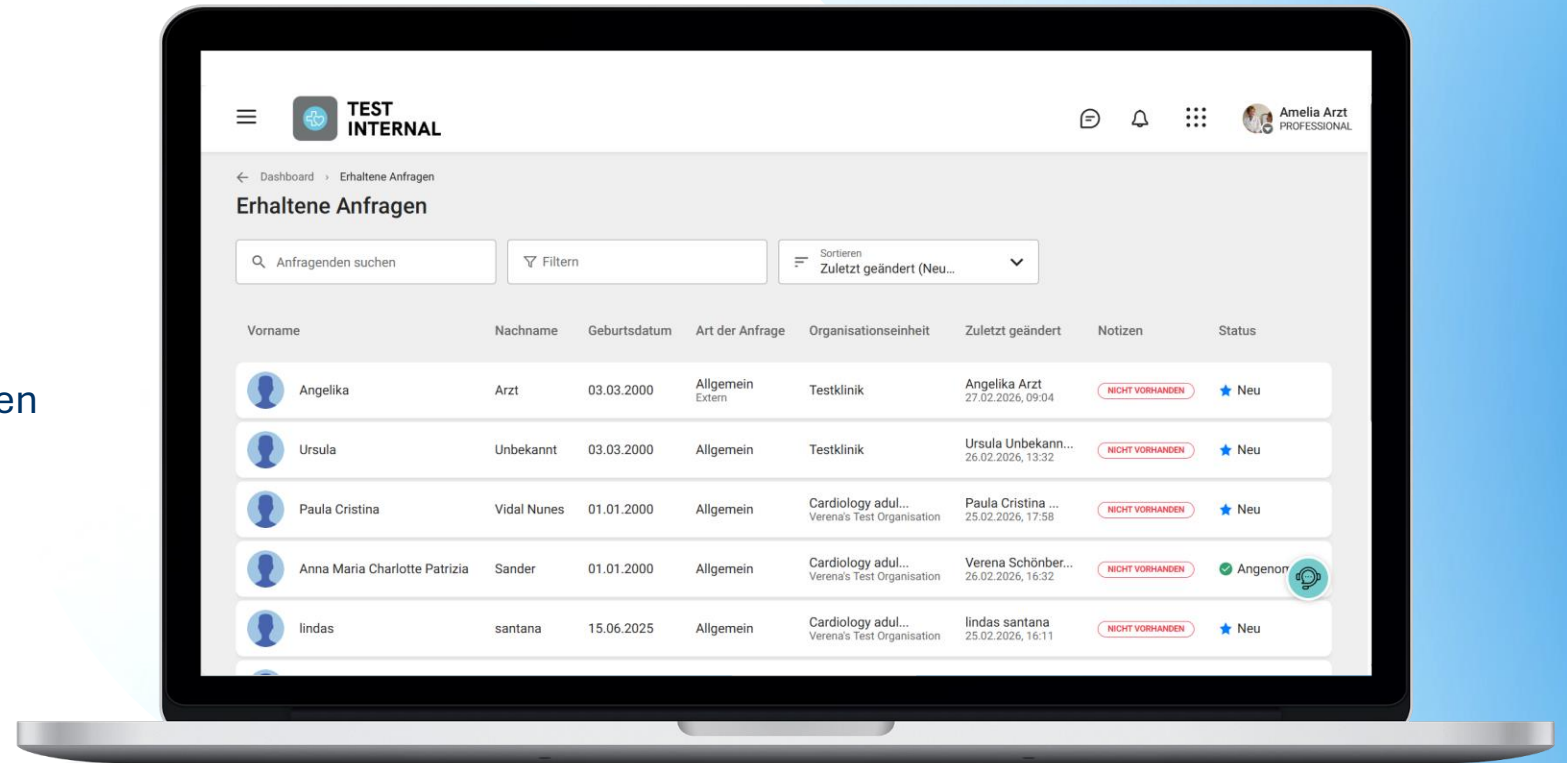 TEST
INTERNAL
Amelia Arzt
PROFESSIONAL
Dashboard › Erhaltene Anfragen
Erhaltene Anfragen
Anfragenden suchen
Filtern
Sortieren
Zuletzt geändert (Neu...
Vorname Nachname Geburtsdatum Art der Anfrage Organisationseinheit Zuletzt geändert Notizen Status
Angelika Arzt 03.03.2000 Allgemein Testklinik Angelika Arzt NICHT VORHANDEN Neu
Extern 27.02.2026, 09:04
en
Ursula Unbekannt 03.03.2000 Allgemein Testklinik Ursula Unbekann... NICHT VORHANDEN Neu
26.02.2026, 13:32
Paula Cristina Vidal Nunes 01.01.2000 Allgemein Cardiology adul... Paula Cristina ... NICHT VORHANDEN Neu
Verena's Test Organisation 25.02.2026, 17:58
Anna Maria Charlotte Patrizia Sander 01.01.2000 Allgemein Cardiology adul... Verena Schönber... NICHT VORHANDEN
Verena's Test Organisation 26.02.2026, 16:32
lindas santana 15.06.2025 Allgemein Cardiology adul... lindas santana NICHT VORHANDEN Neu
Verena's Test Organisation 25.02.2026, 16:11